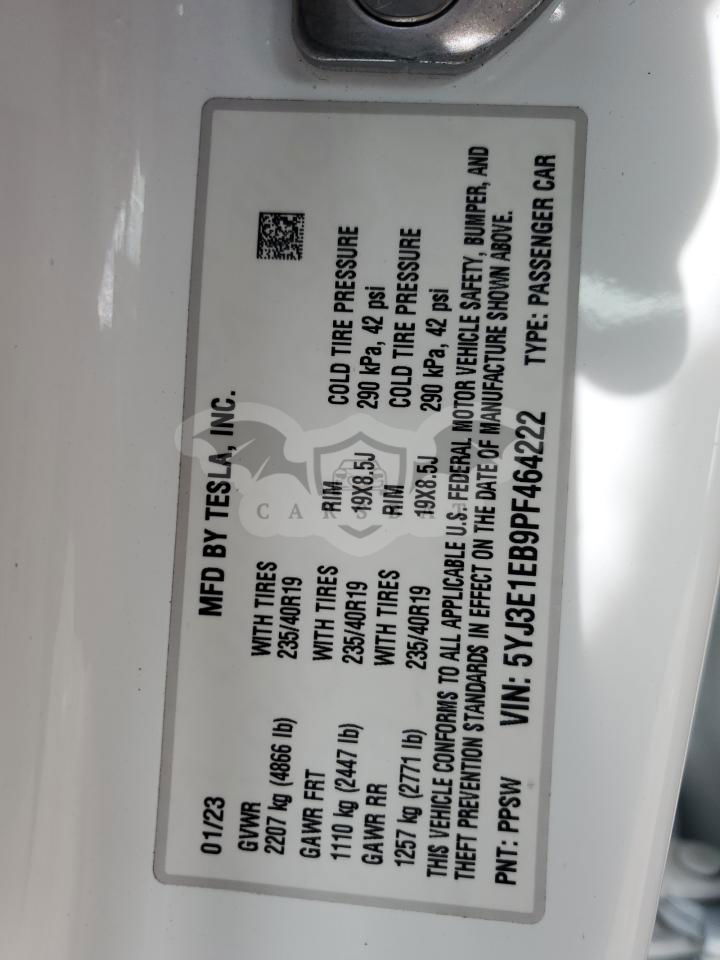 01/23 MFD BY TESLA, INC.
GVWR WITH TIRES
2207 kg (4866 lb) 235/40R19
GAWR FRT WITH TIRES RIM COLD TIRE PRESSURE
1110 kg (2447 lb) 235/40R19 19X8.5J 290 kPa, 42 psi
GAWR RR WITH TIRES RIM COLD TIRE PRESSURE
1257 kg (2771 lb) 235/40R19 19X8.5J 290 kPa, 42 psi
THIS VEHICLE CONFORMS TO ALL APPLICABLE U.S. FEDERAL MOTOR VEHICLE SAFETY, BUMPER, AND
THEFT PREVENTION STANDARDS IN EFFECT ON THE DATE OF MANUFACTURE SHOWN ABOVE.
PNT: PPSW VIN: 5YJ3E1EB9PF464222 TYPE: PASSENGER CAR